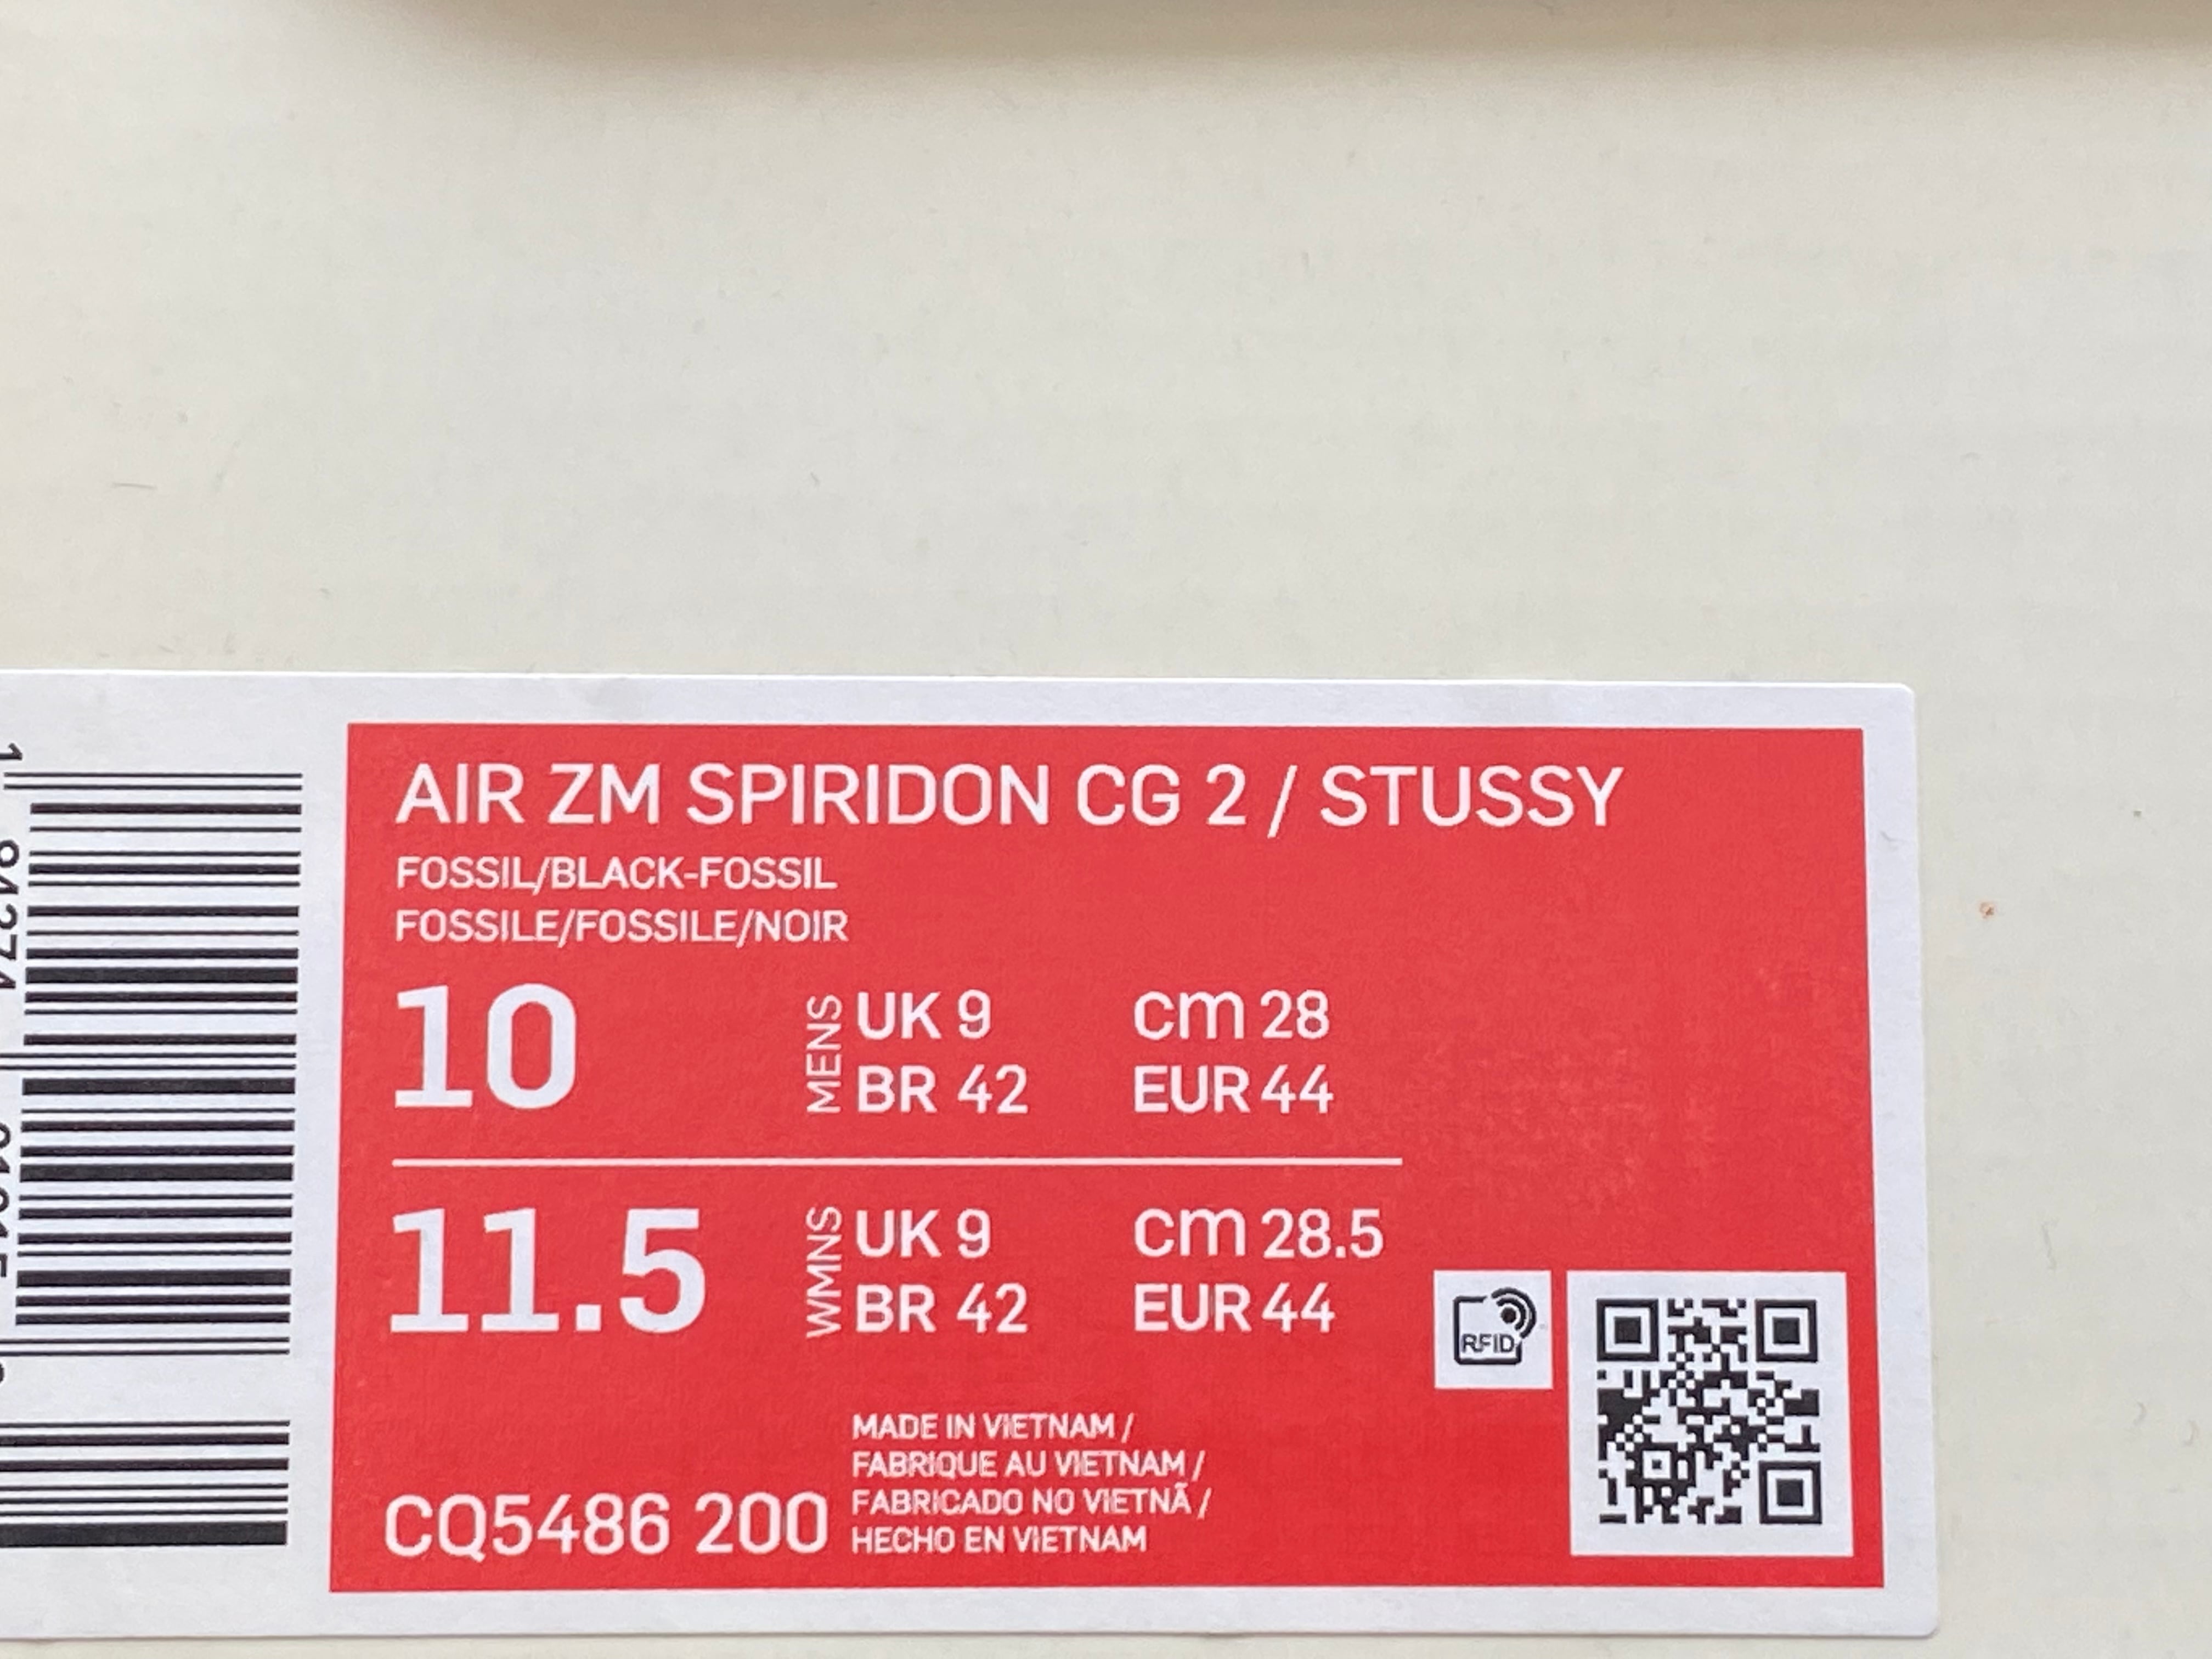 AIR ZM SPIRIDON CG 2 / STUSSY
FOSSIL/BLACK-FOSSIL
FOSSILE/FOSSILE/NOIR
10 MENS UK 9 cm 28
BR 42 EUR 44
11.5 WMNS UK 9 cm 28.5
BR 42 EUR 44
RFID
CQ5486 200
MADE IN VIETNAM /
FABRIQUE AU VIETNAM /
FABRICADO NO VIETNÃ /
HECHO EN VIETNAM